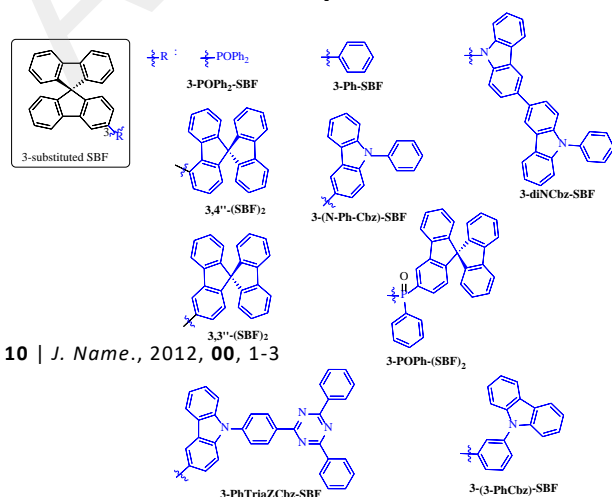 R :
POPh₂
3-POPh₂-SBF
3-Ph-SBF
N
N
3-diNCbz-SBF
3
R
3-substituted SBF
3,4''-(SBF)₂
N
3-(N-Ph-Cbz)-SBF
3,3''-(SBF)₂
O
P
3-POPh-(SBF)₂
10 | J. Name., 2012, 00, 1-3
N
N
N
N
3-PhTriaZCbz-SBF
N
3-(3-PhCbz)-SBF